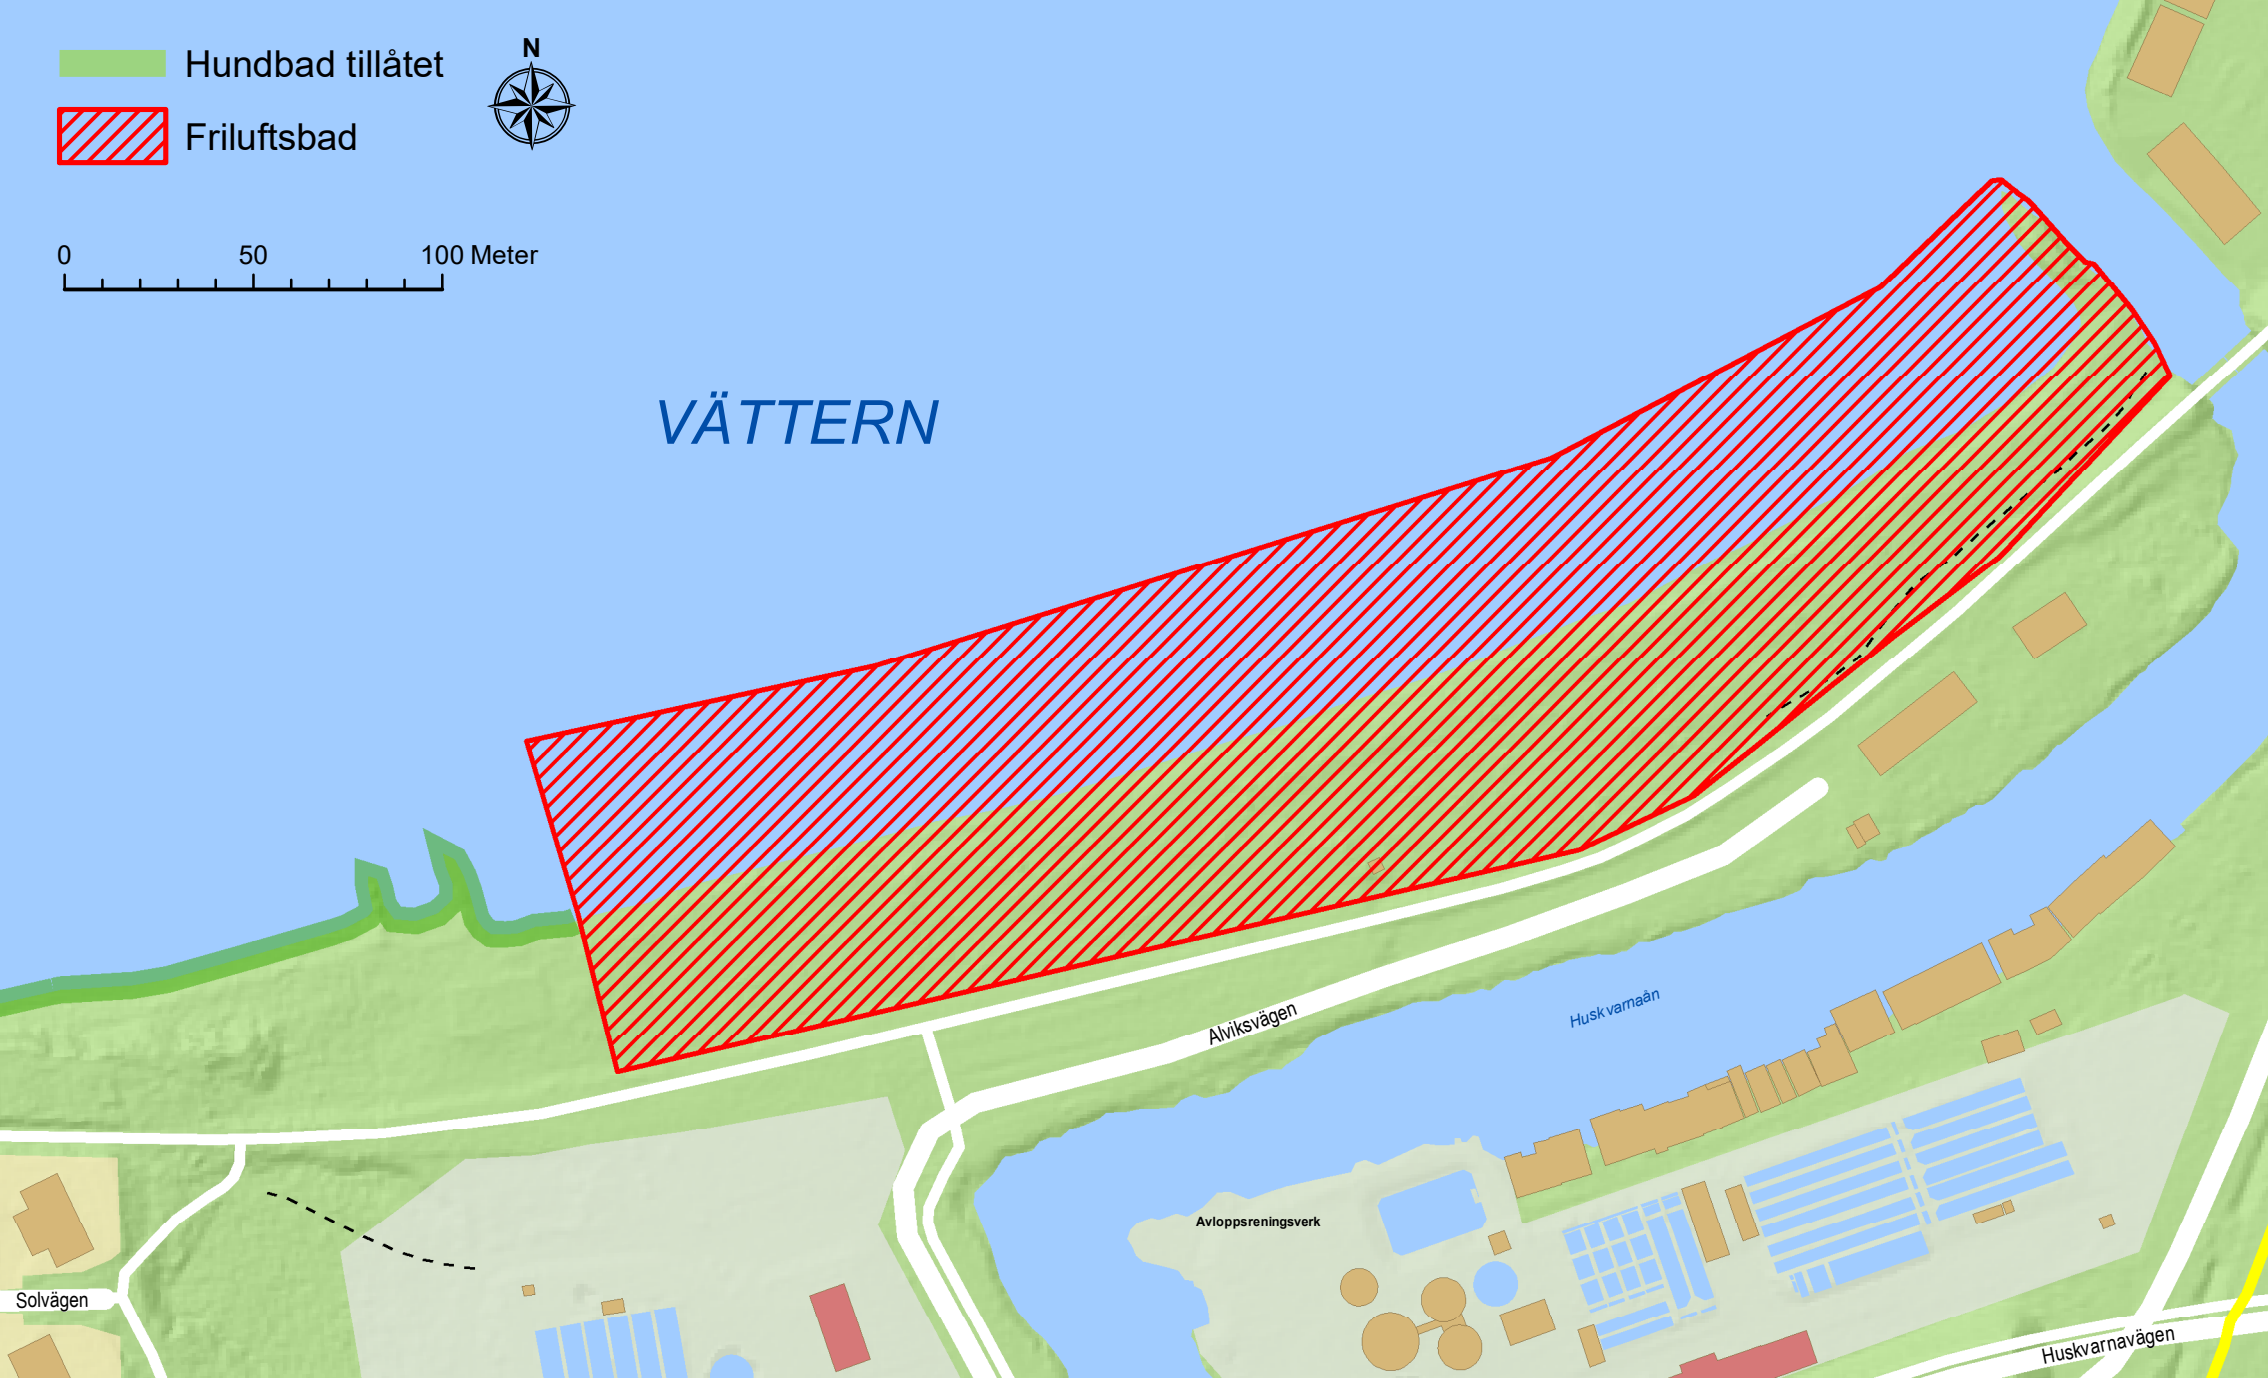 Hundbad tillåtet
Friluftsbad
N
0 50 100 Meter
VÄTTERN
Huskvarnaån
Alviksvägen
Avloppsreningsverk
Solvägen
Huskvarnavägen